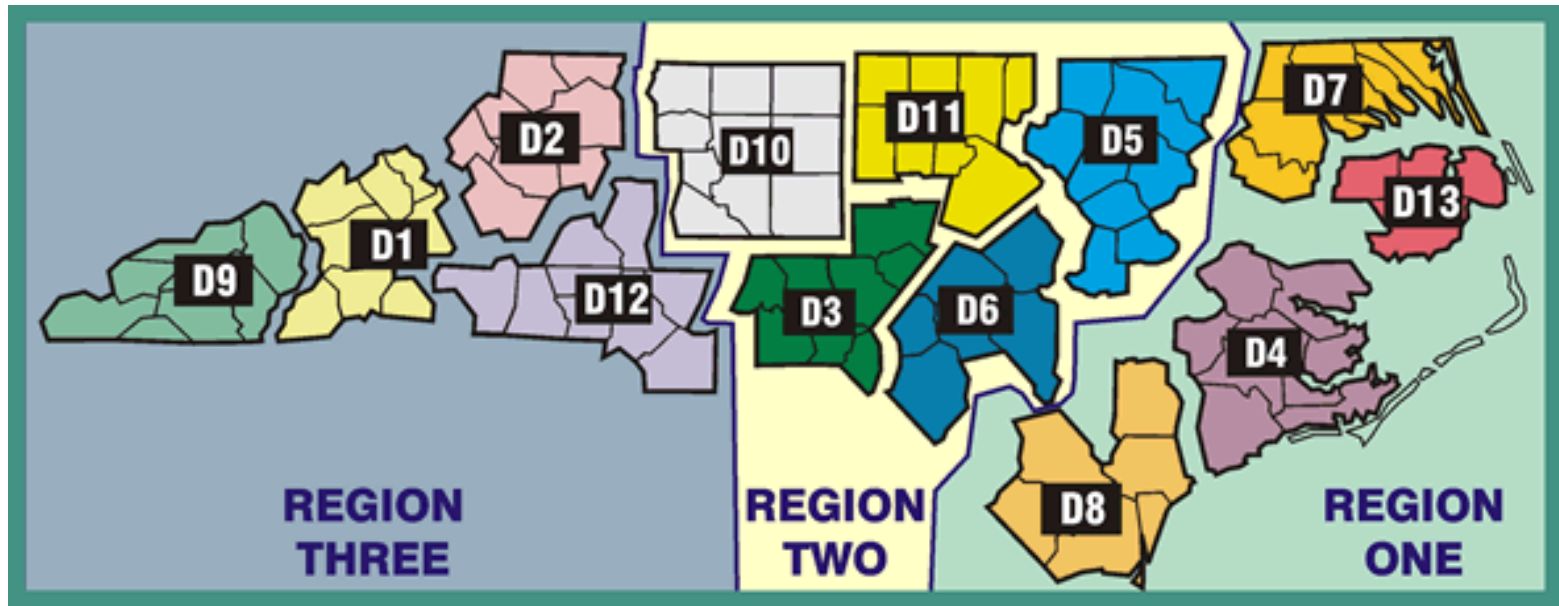 D7
D2
D11
D5
D10
D13
D1
D9
D12
D3
D6
D4
D8
REGION
THREE
REGION
TWO
REGION
ONE